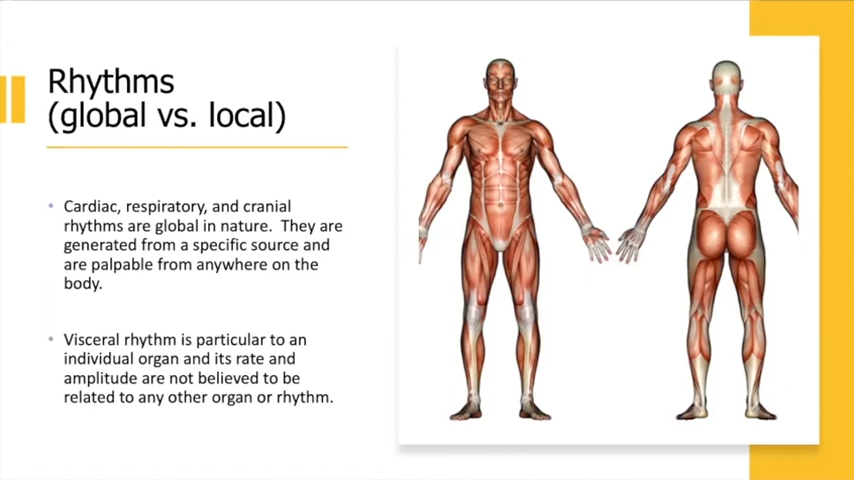 Rhythms
(global vs. local)
• Cardiac, respiratory, and cranial
rhythms are global in nature.  They are
generated from a specific source and
are palpable from anywhere on the
body.
• Visceral rhythm is particular to an
individual organ and its rate and
amplitude are not believed to be
related to any other organ or rhythm.